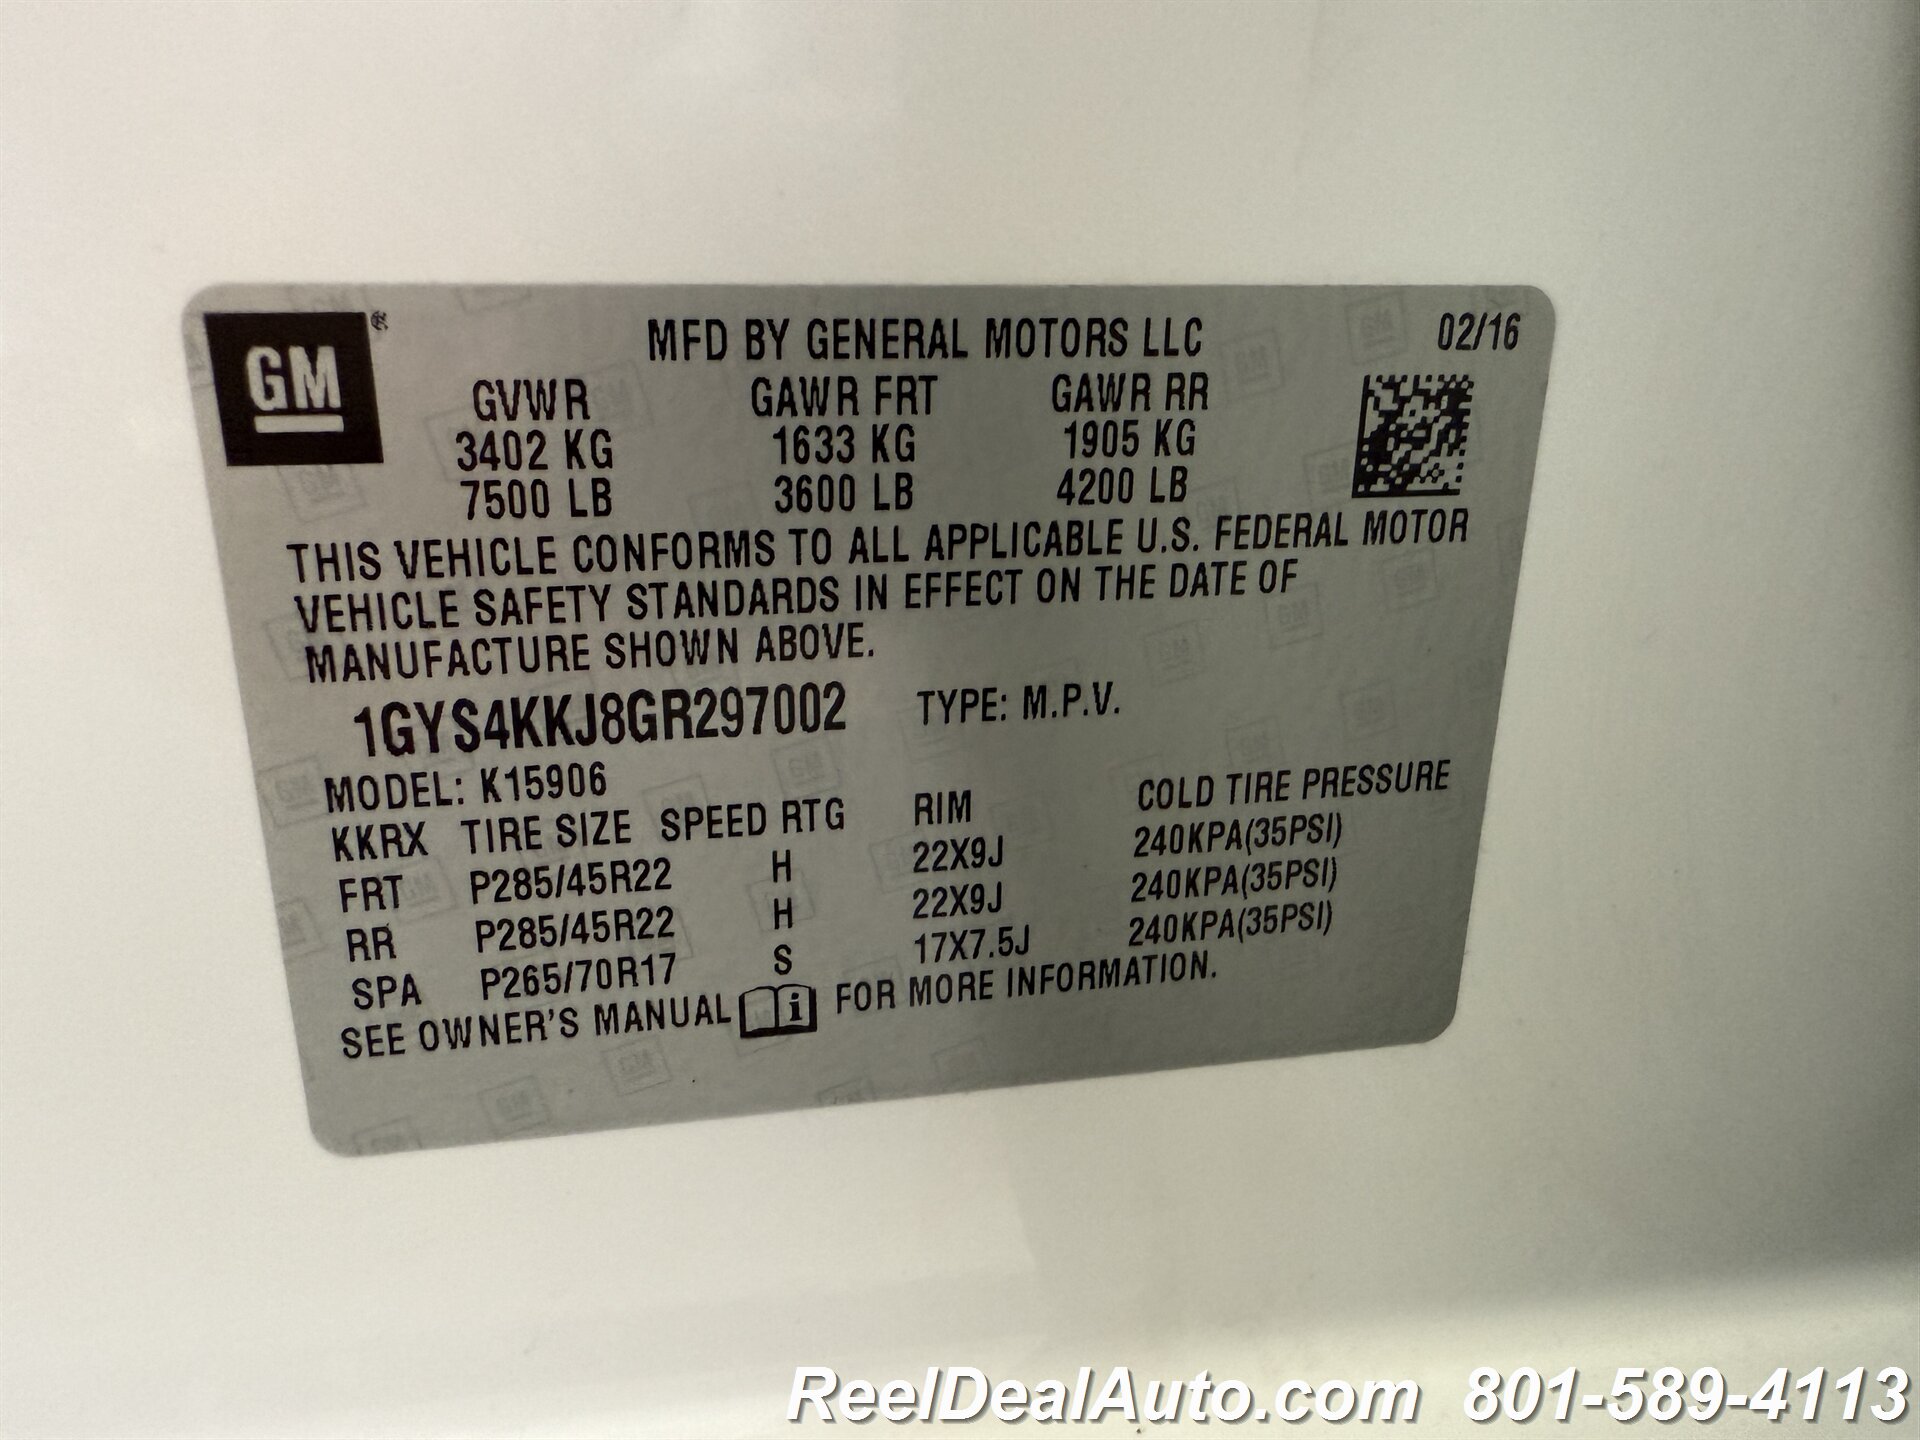 GM
MFD BY GENERAL MOTORS LLC 02/16
GVWR GAWR FRT GAWR RR
3402 KG 1633 KG 1905 KG
7500 LB 3600 LB 4200 LB
THIS VEHICLE CONFORMS TO ALL APPLICABLE U.S. FEDERAL MOTOR
VEHICLE SAFETY STANDARDS IN EFFECT ON THE DATE OF
MANUFACTURE SHOWN ABOVE.
1GYS4KKJ8GR297002 TYPE: M.P.V.
MODEL: K15906
KKRX TIRE SIZE SPEED RTG RIM COLD TIRE PRESSURE
FRT P285/45R22 H 22X9J 240KPA(35PSI)
RR P285/45R22 H 22X9J 240KPA(35PSI)
SPA P265/70R17 S 17X7.5J 240KPA(35PSI)
SEE OWNER'S MANUAL i FOR MORE INFORMATION.
ReelDealAuto.com 801-589-4113